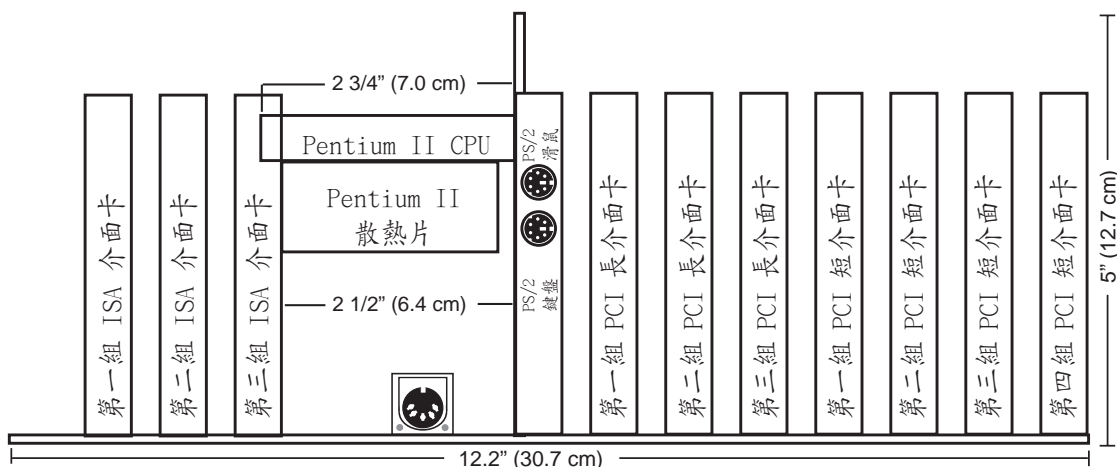 2 3/4” (7.0 cm)
Pentium II CPU
Pentium II
散熱片
2 1/2” (6.4 cm)
PS/2
滑鼠
PS/2
鍵盤
第一組 ISA 介面卡
第二組 ISA 介面卡
第三組 ISA 介面卡
第一組 PCI 長介面卡
第二組 PCI 長介面卡
第三組 PCI 長介面卡
第一組 PCI 短介面卡
第二組 PCI 短介面卡
第三組 PCI 短介面卡
第四組 PCI 短介面卡
5” (12.7 cm)
12.2” (30.7 cm)